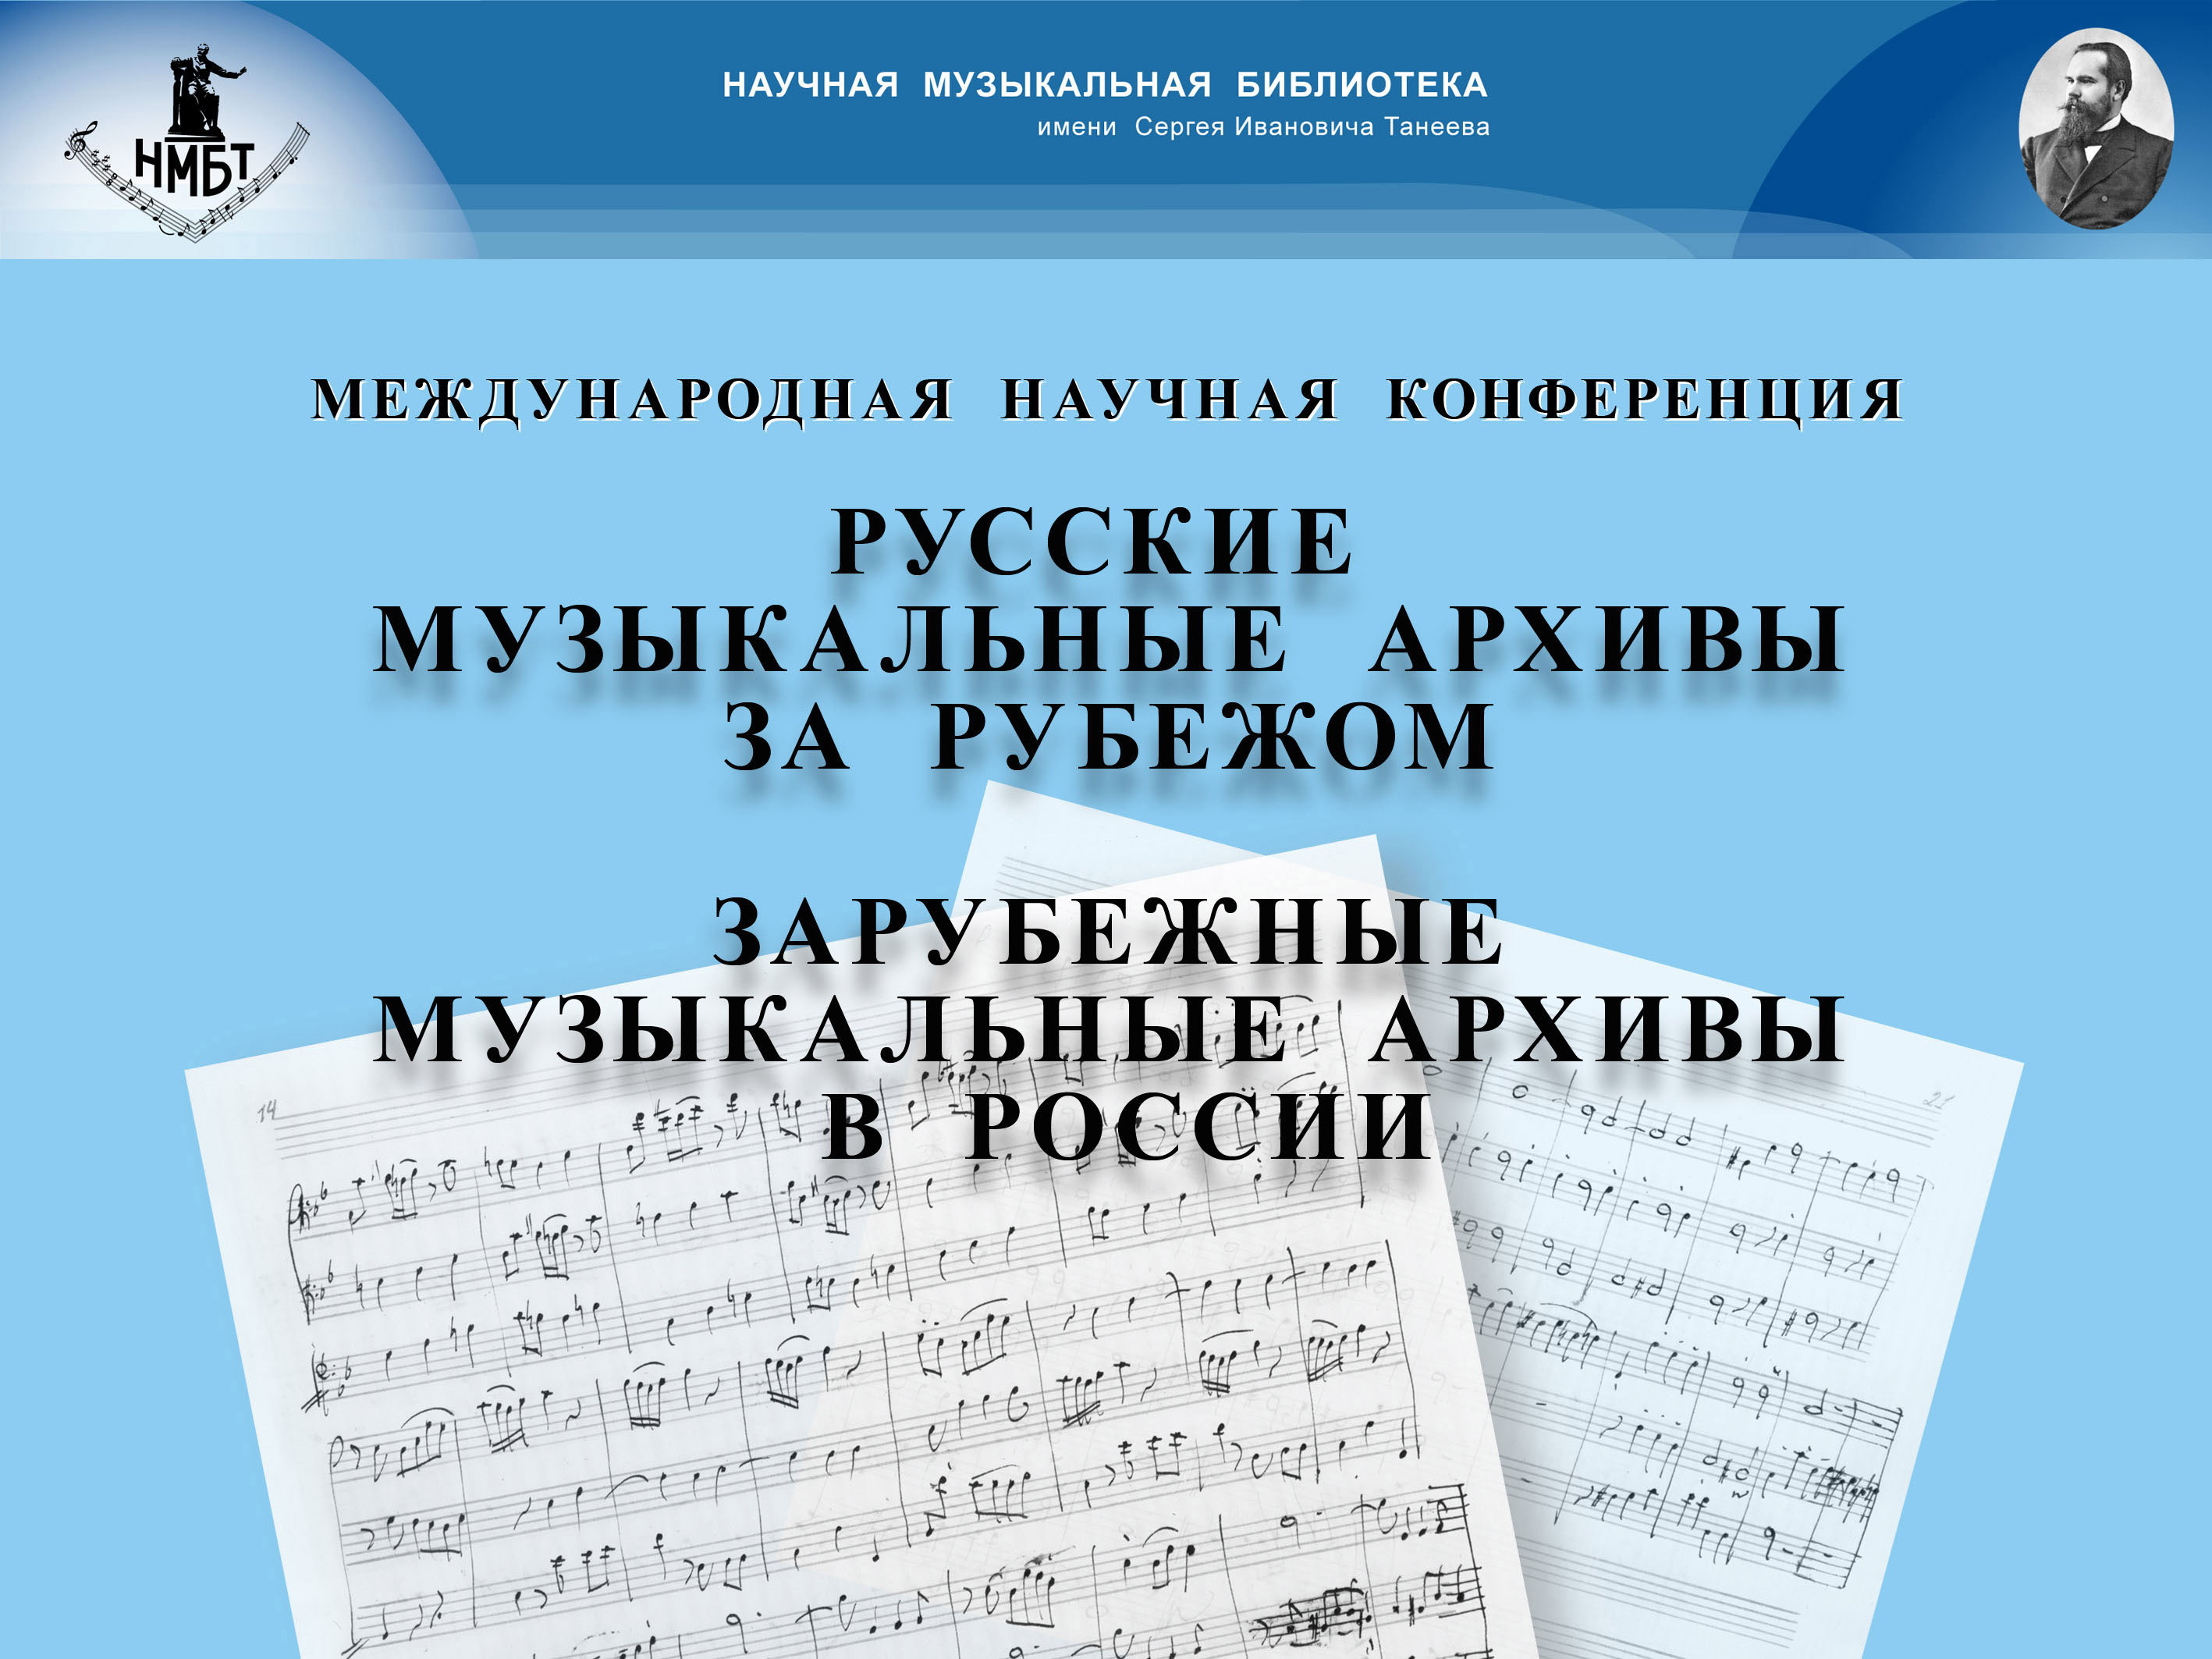 НМБТ
НАУЧНАЯ МУЗЫКАЛЬНАЯ БИБЛИОТЕКА
имени Сергея Ивановича Танеева
МЕЖДУНАРОДНАЯ НАУЧНАЯ КОНФЕРЕНЦИЯ
РУССКИЕ
МУЗЫКАЛЬНЫЕ АРХИВЫ
ЗА РУБЕЖОМ
ЗАРУБЕЖНЫЕ
МУЗЫКАЛЬНЫЕ АРХИВЫ
В РОССИИ
14